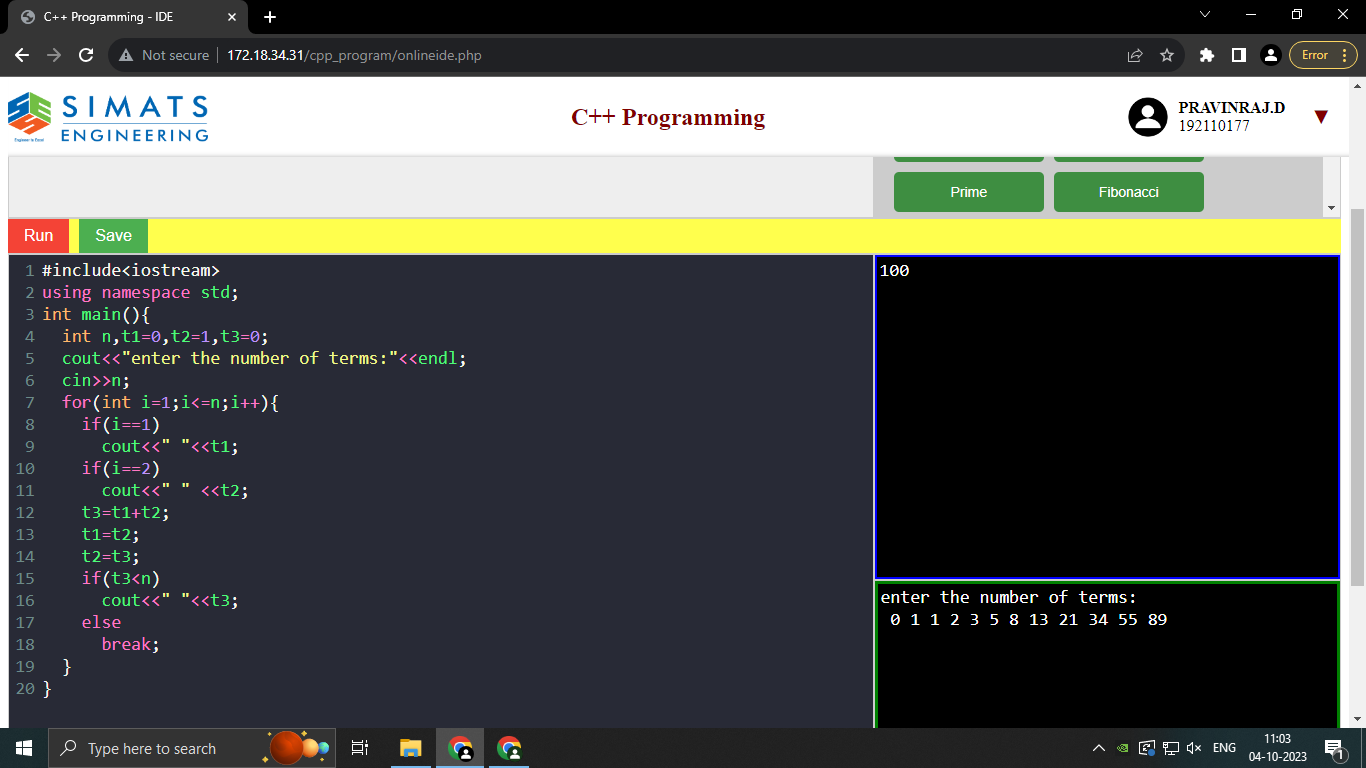 C++ Programming - IDE
Not secure 172.18.34.31/cpp_program/onlineide.php Error
SIMATS
ENGINEERING
C++ Programming
PRAVINRAJ.D
192110177
Prime Fibonacci
Run Save
1 #include<iostream>
2 using namespace std;
3 int main(){
4 int n,t1=0,t2=1,t3=0;
5 cout<<"enter the number of terms:"<<endl;
6 cin>>n;
7 for(int i=1;i<=n;i++){
8 if(i==1)
9 cout<<" "<<t1;
10 if(i==2)
11 cout<<" " <<t2;
12 t3=t1+t2;
13 t1=t2;
14 t2=t3;
15 if(t3<n)
16 cout<<" "<<t3;
17 else
18 break;
19 }
20 }
100
enter the number of terms:
0 1 1 2 3 5 8 13 21 34 55 89
Type here to search
ENG
11:03
04-10-2023
1